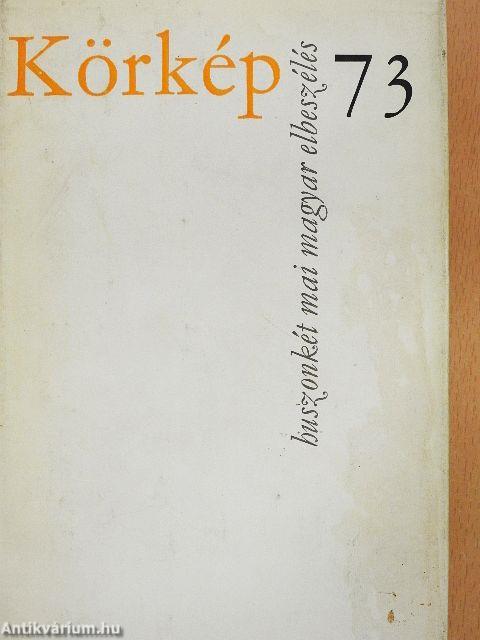 Körkép 73
huszonkét mai magyar elbeszélés
Antikvárium.hu